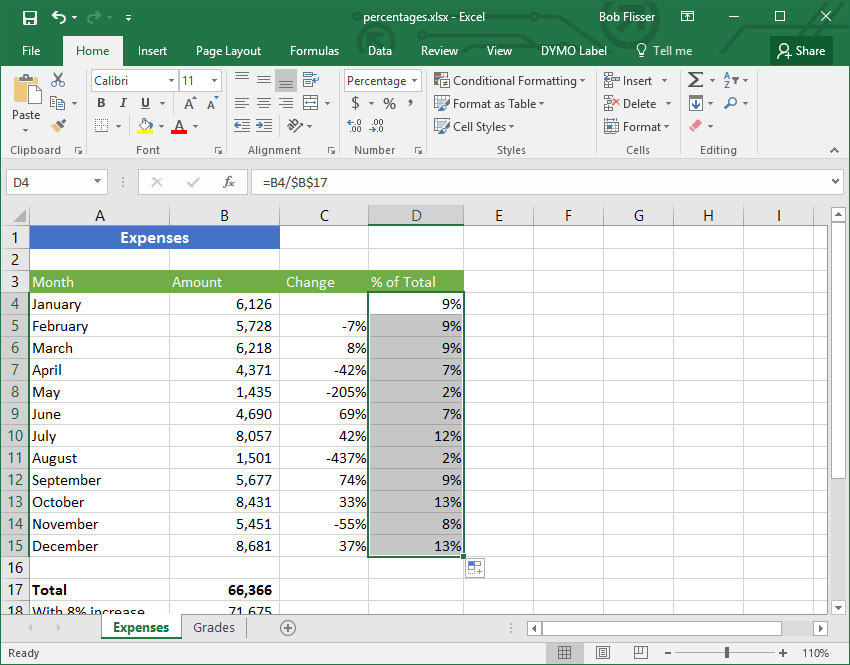 percentages.xlsx - Excel Bob Flisser
File Home Insert Page Layout Formulas Data Review View DYMO Label Tell me Share
Paste Calibri 11 Percentage Conditional Formatting Insert
B I U A A $ % , Format as Table Delete
A .00 .00 Cell Styles Format
Clipboard Font Alignment Number Styles Cells Editing
D4 fx =B4/$B$17
A B C D E F G H I
1 Expenses
2
3 Month Amount Change % of Total
4 January 6,126 9%
5 February 5,728 -7% 9%
6 March 6,218 8% 9%
7 April 4,371 -42% 7%
8 May 1,435 -205% 2%
9 June 4,690 69% 7%
10 July 8,057 42% 12%
11 August 1,501 -437% 2%
12 September 5,677 74% 9%
13 October 8,431 33% 13%
14 November 5,451 -55% 8%
15 December 8,681 37% 13%
16
17 Total 66,366
18 With 8% increase 71,675
Expenses Grades
Ready 110%